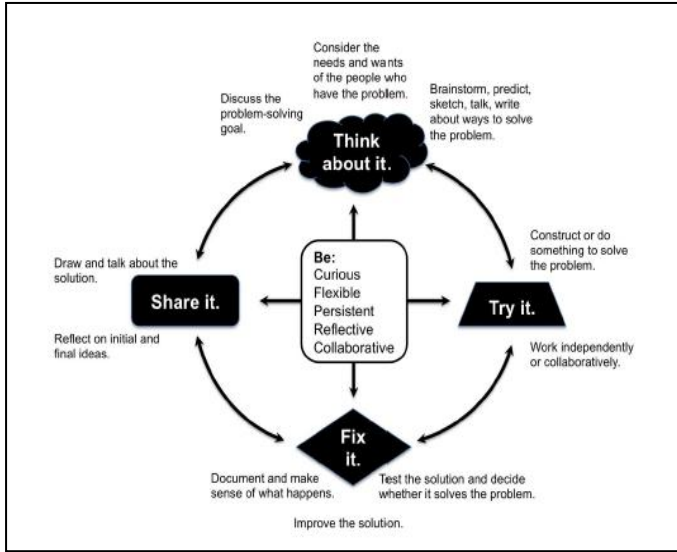 Consider the
needs and wants
of the people who
have the problem.
Discuss the
problem-solving
goal.
Brainstorm, predict,
sketch, talk, write
about ways to solve
the problem.
Think
about it.
Construct or do
something to solve
the problem.
Draw and talk about the
solution.
Be:
Curious
Flexible
Persistent
Reflective
Collaborative
Share it.
Try it.
Reflect on initial and
final ideas.
Work independently
or collaboratively.
Fix
it.
Document and make
sense of what happens.
Test the solution and decide
whether it solves the problem.
Improve the solution.